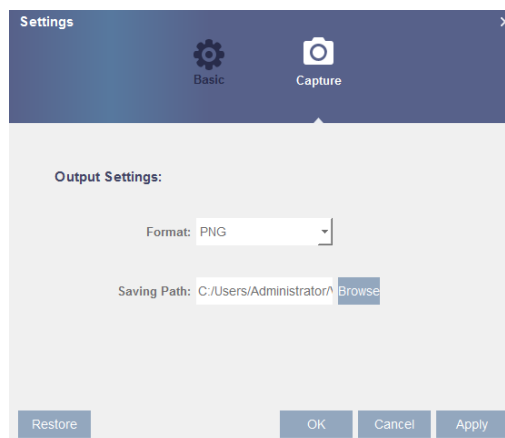 Settings
Basic
Capture
Output Settings:
Format: PNG
Saving Path: C:/Users/Administrator/ Browse
Restore
OK
Cancel
Apply